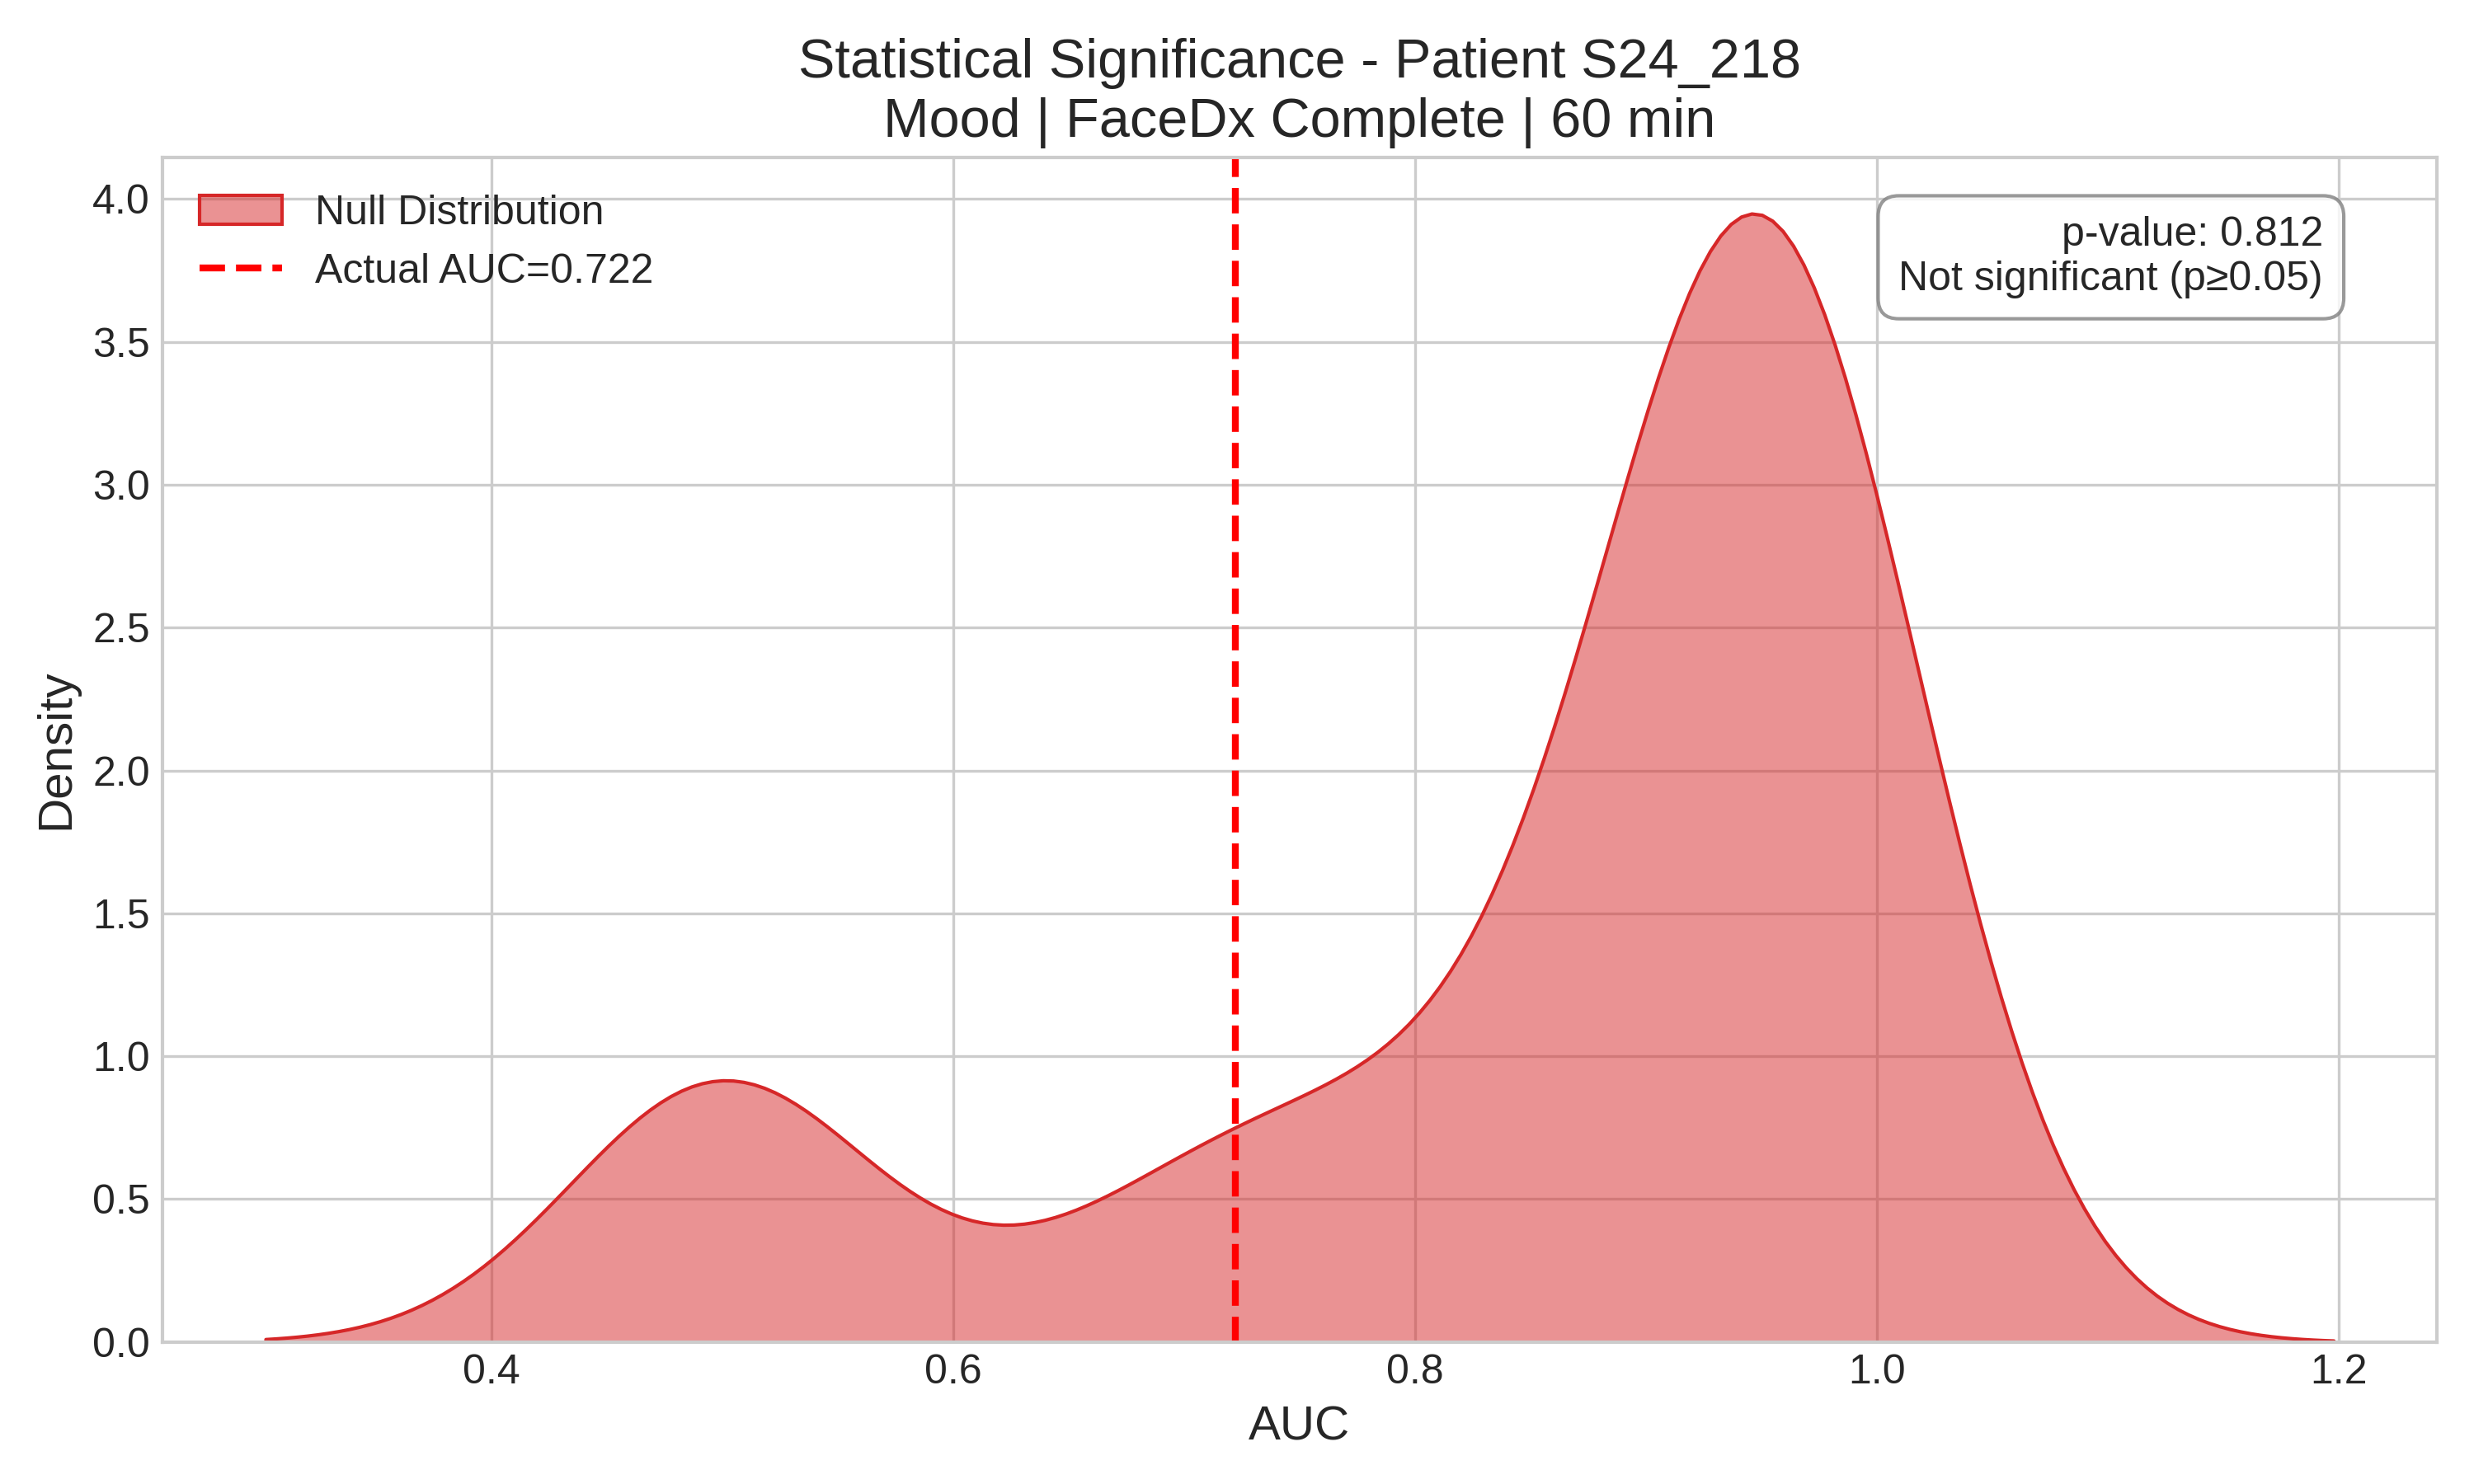 Statistical Significance - Patient S24_218
Mood | FaceDx Complete | 60 min
Null Distribution
Actual AUC=0.722
p-value: 0.812
Not significant (p≥0.05)
Density
4.0
3.5
3.0
2.5
2.0
1.5
1.0
0.5
0.0
0.4
0.6
0.8
1.0
1.2
AUC